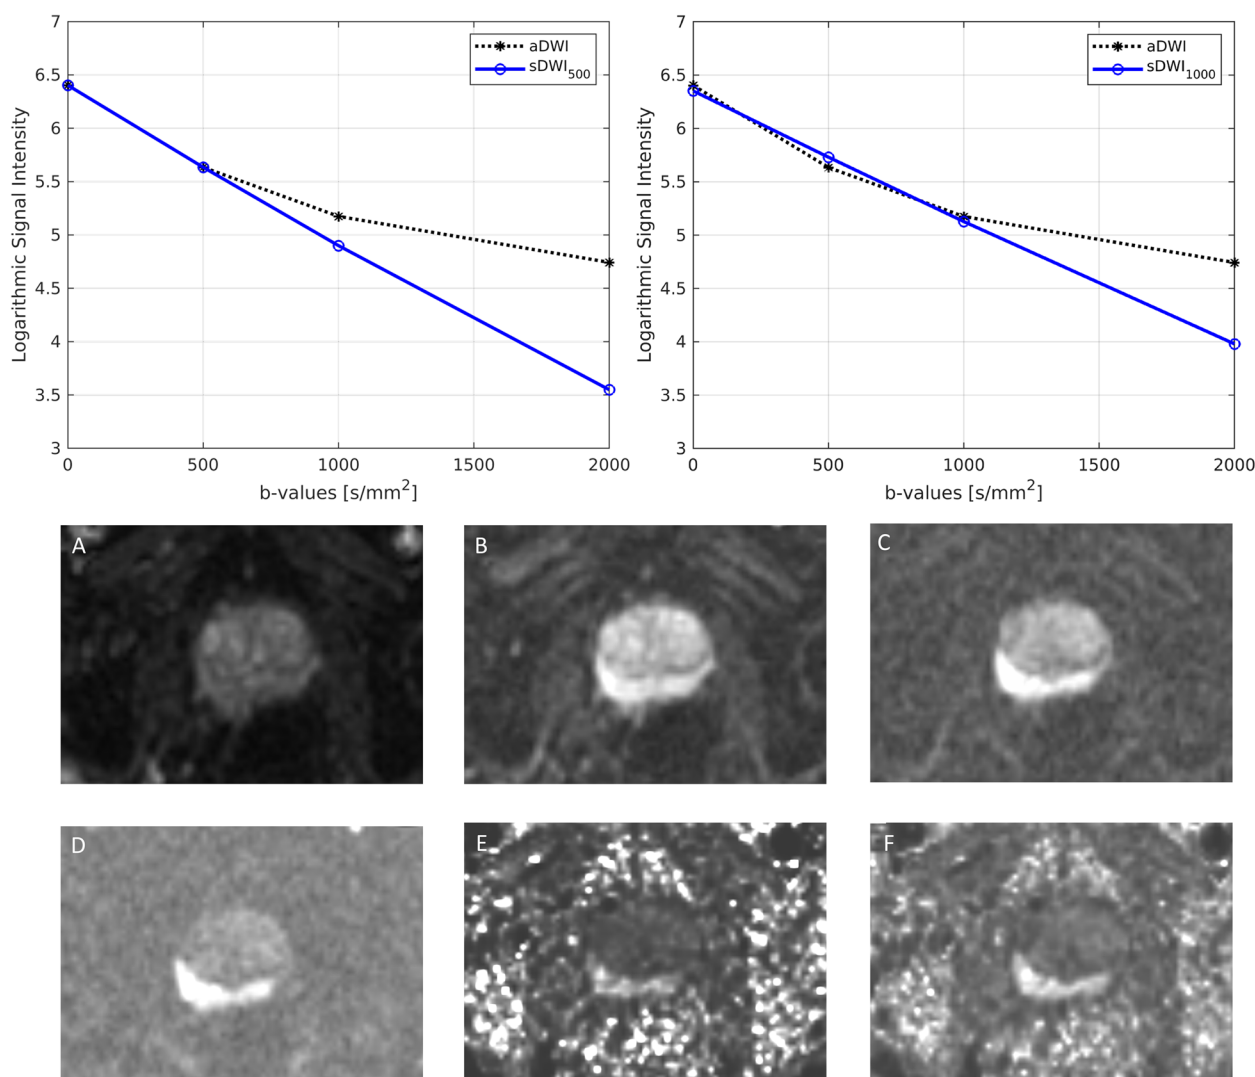 7
6.5
6
5.5
5
4.5
4
3.5
3
Logarithmic Signal Intensity
0 500 1000 1500 2000
b-values [s/mm2]
aDWI
sDWI500
7
6.5
6
5.5
5
4.5
4
3.5
3
Logarithmic Signal Intensity
0 500 1000 1500 2000
b-values [s/mm2]
aDWI
sDWI1000
A
B
C
D
E
F